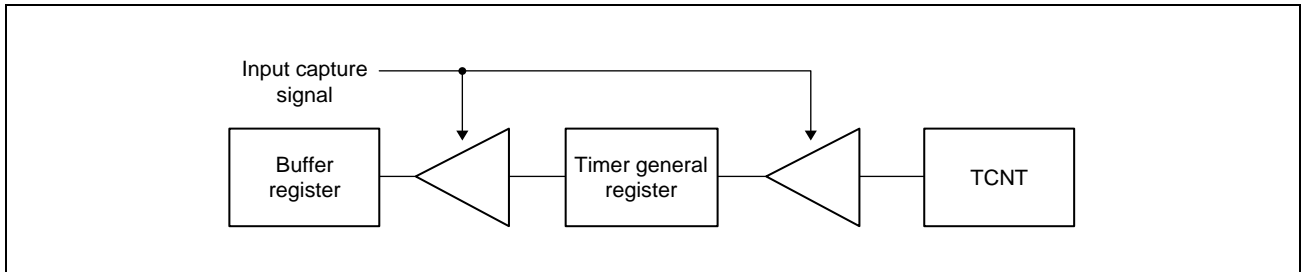 Input capture
signal
Buffer
register
Timer general
register
TCNT